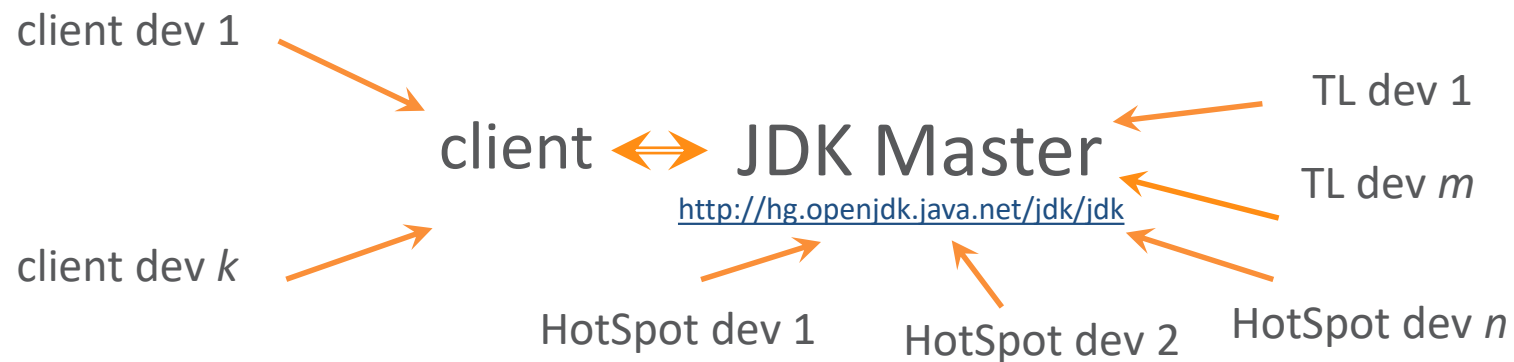 client dev 1
TL dev 1
client
JDK Master
TL dev m
http://hg.openjdk.java.net/jdk/jdk
client dev k
HotSpot dev 1
HotSpot dev 2
HotSpot dev n